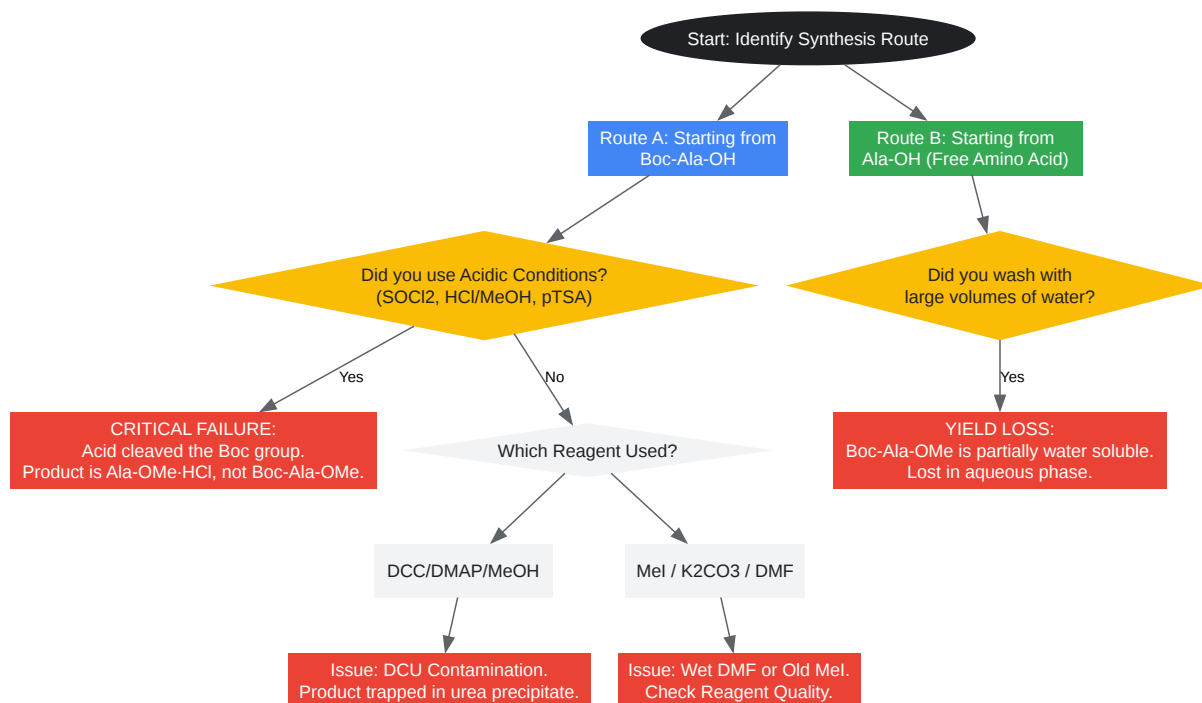 Start: Identify Synthesis Route
Route A: Starting from
Boc-Ala-OH
Route B: Starting from
Ala-OH (Free Amino Acid)
Did you use Acidic Conditions?
(SOCl2, HCl/MeOH, pTSA)
Did you wash with
large volumes of water?
Yes
No
Yes
CRITICAL FAILURE:
Acid cleaved the Boc group.
Product is Ala-OMe·HCl, not Boc-Ala-OMe.
Which Reagent Used?
YIELD LOSS:
Boc-Ala-OMe is partially water soluble.
Lost in aqueous phase.
DCC/DMAP/MeOH
MeI / K2CO3 / DMF
Issue: DCU Contamination.
Product trapped in urea precipitate.
Issue: Wet DMF or Old MeI.
Check Reagent Quality.